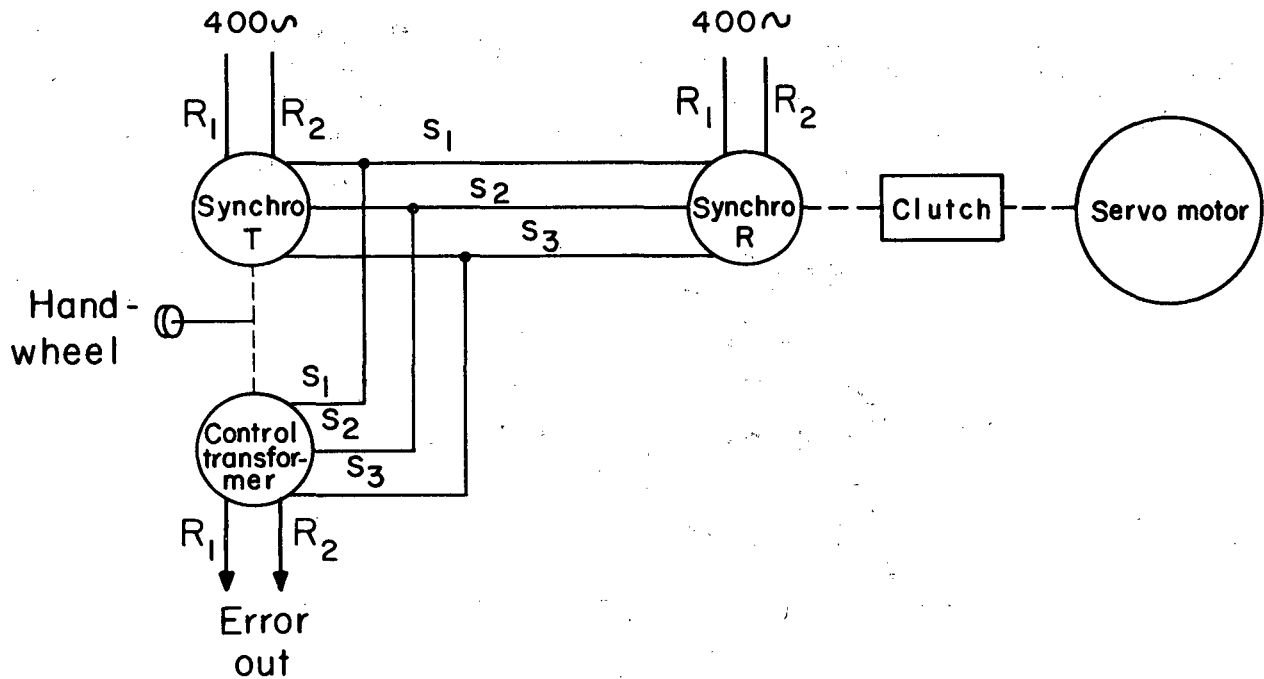 400~
400~
R1
R2
R1
R2
S1
S2
S3
Synchro
T
Synchro
R
Clutch
Servo motor
Hand-
wheel
S1
S2
S3
Control
transfor-
mer
R1
R2
Error
out